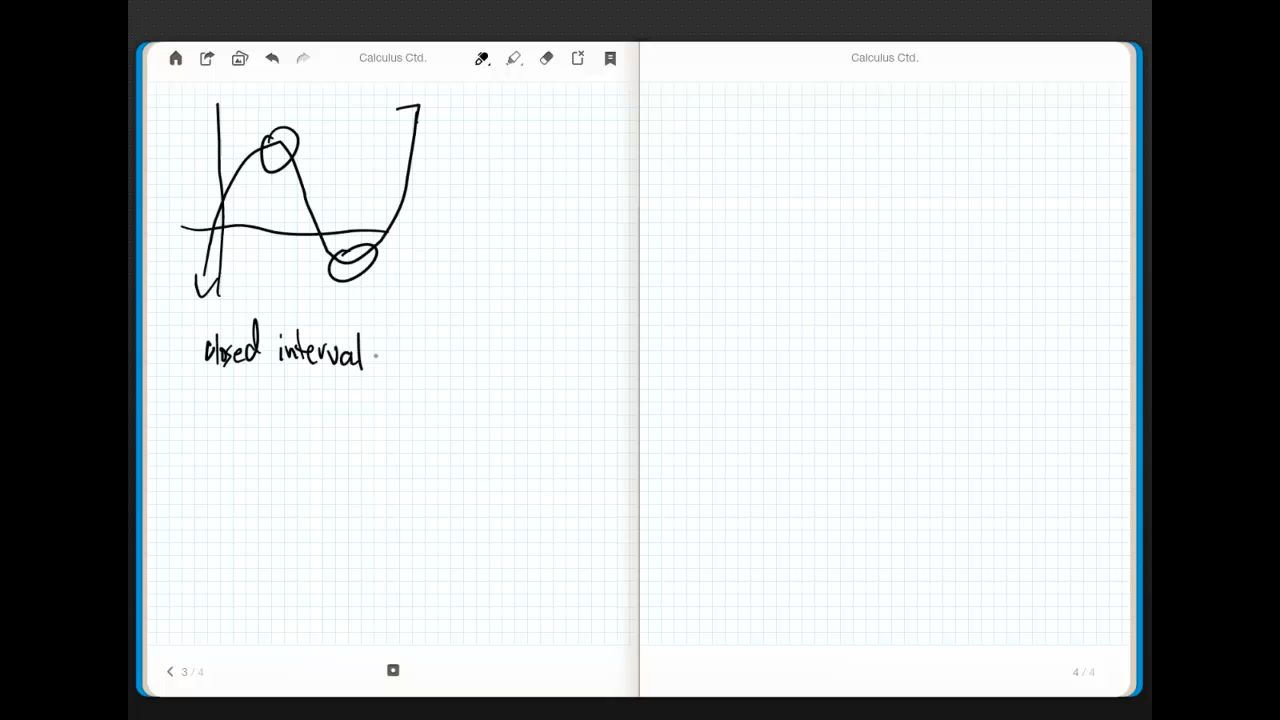 Calculus Ctd.
Calculus Ctd.
closed interval
3 / 4
4 / 4